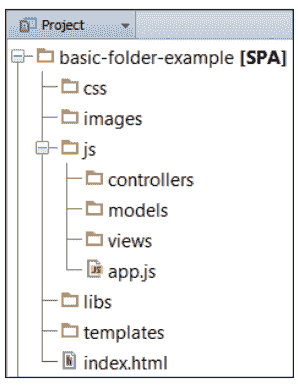 Project
basic-folder-example [SPA]
css
images
js
controllers
models
views
app.js
libs
templates
index.html